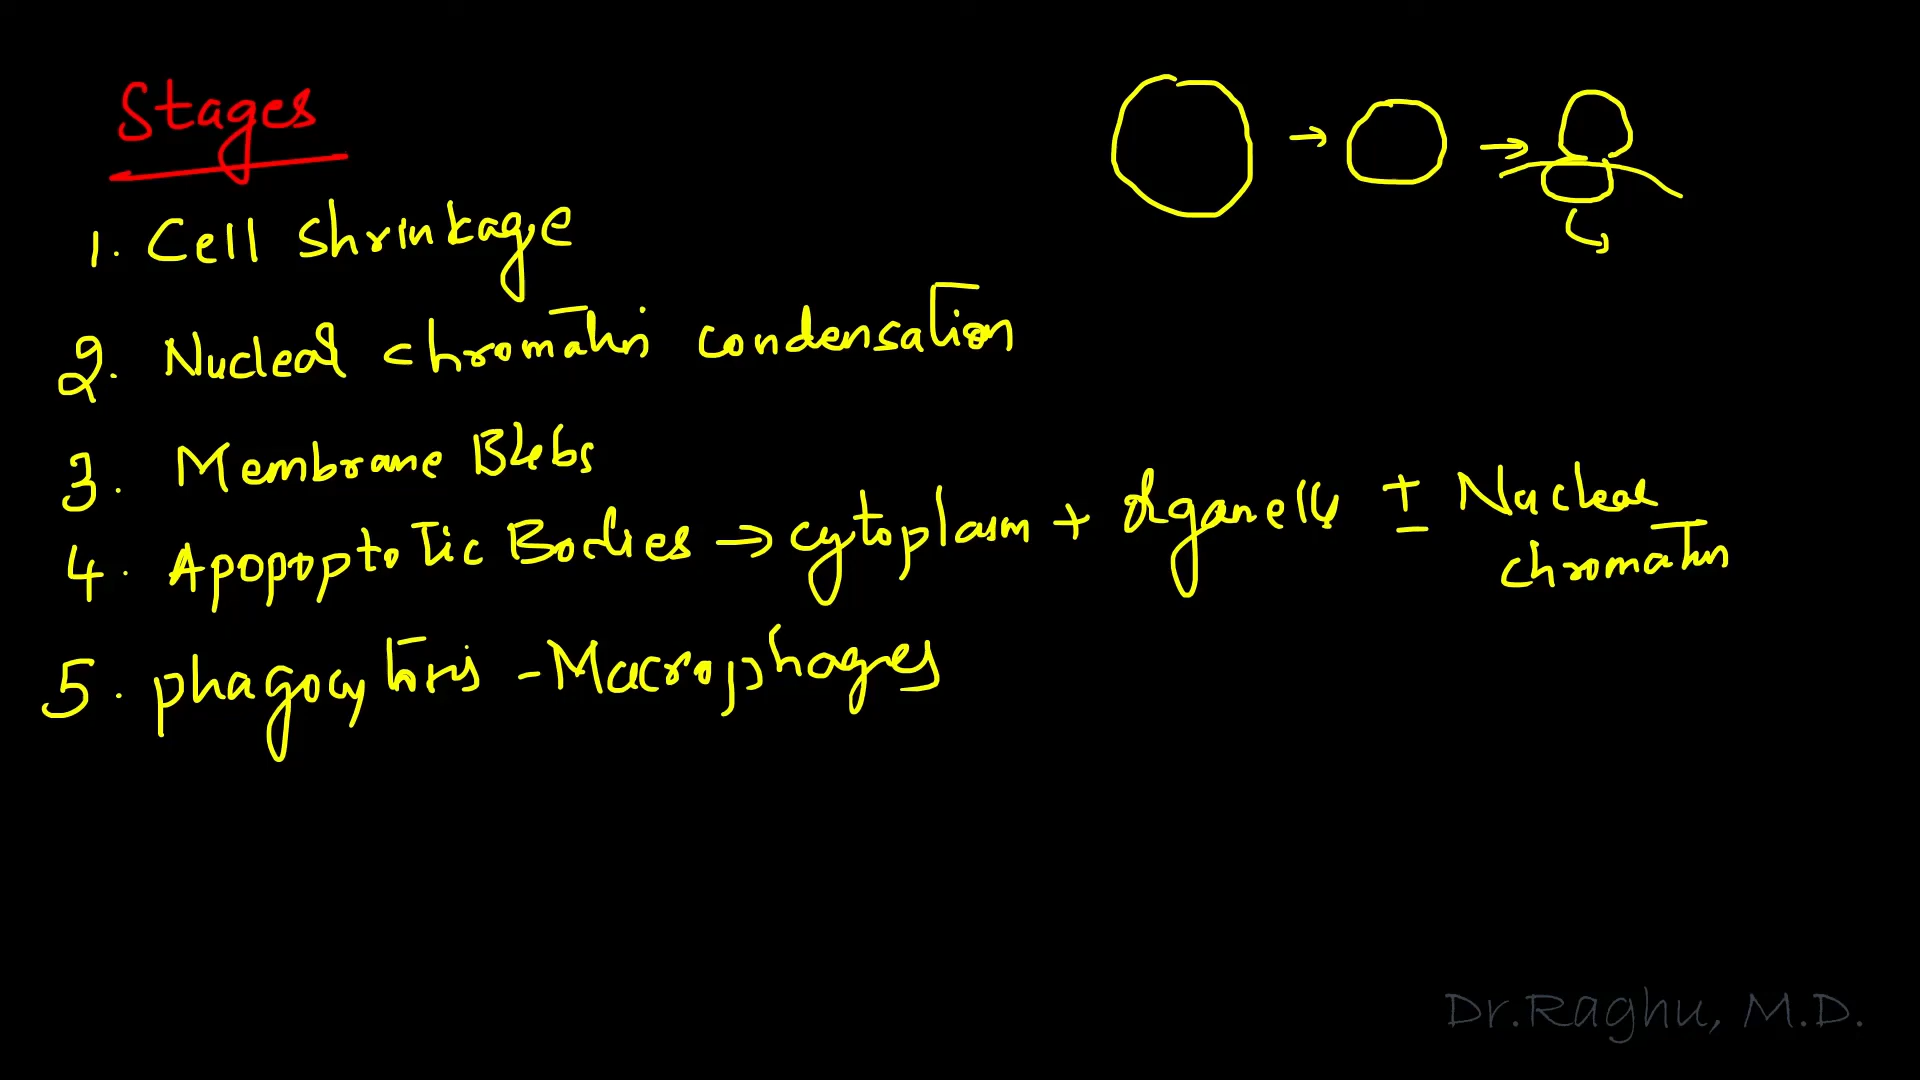 Stages
1. Cell shrinkage
2. Nuclear chromatin condensation
3. Membrane Blebs
4. Apopoptotic Bodies → cytoplasm + organells ± Nuclear
chromatin
5. phagocytosis - Macrophages
Dr.Raghu, M.D.